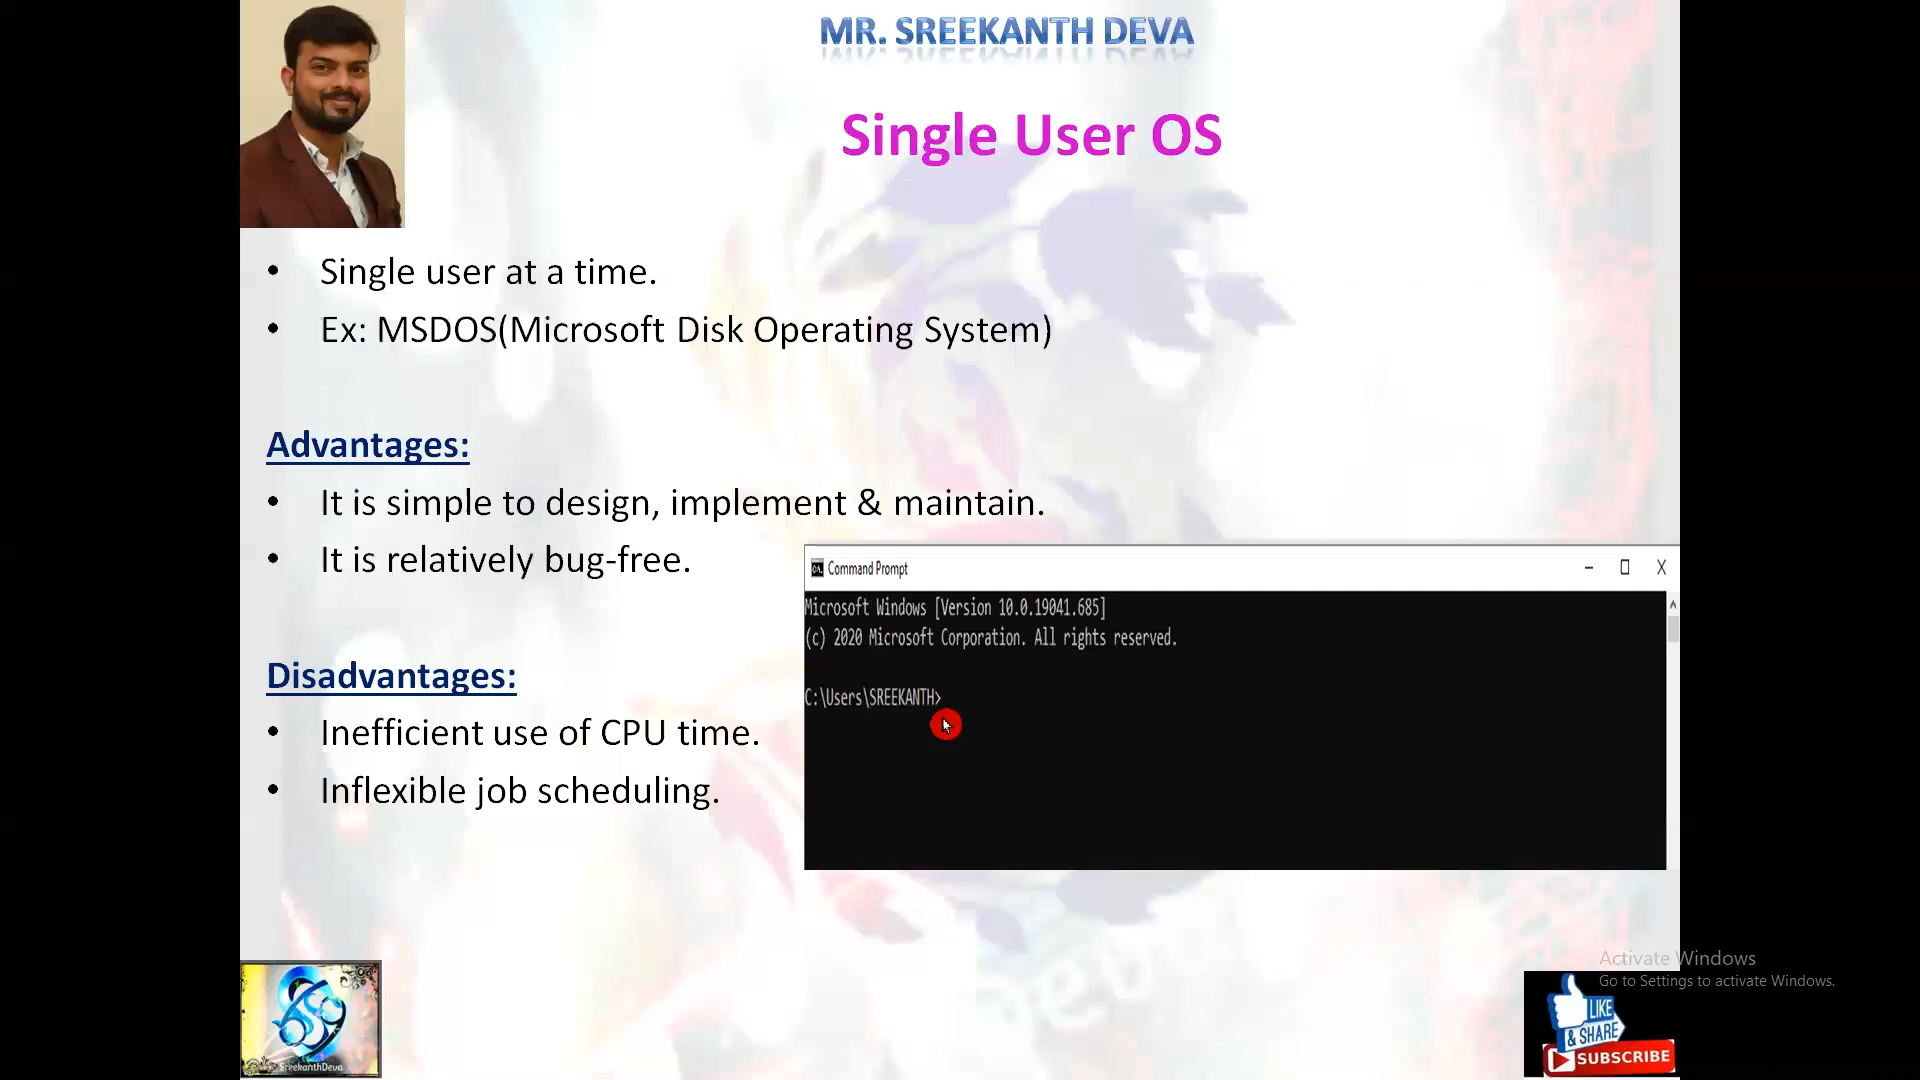 MR. SREEKANTH DEVA
Single User OS
• Single user at a time.
• Ex: MSDOS(Microsoft Disk Operating System)
Advantages:
• It is simple to design, implement & maintain.
• It is relatively bug-free.
Command Prompt
Microsoft Windows [Version 10.0.19041.685]
(c) 2020 Microsoft Corporation. All rights reserved.
C:\Users\SREEKANTH>
Disadvantages:
• Inefficient use of CPU time.
• Inflexible job scheduling.
Activate Windows
Go to Settings to activate Windows.
LIKE
& SHARE
SUBSCRIBE
SreekanthDeva